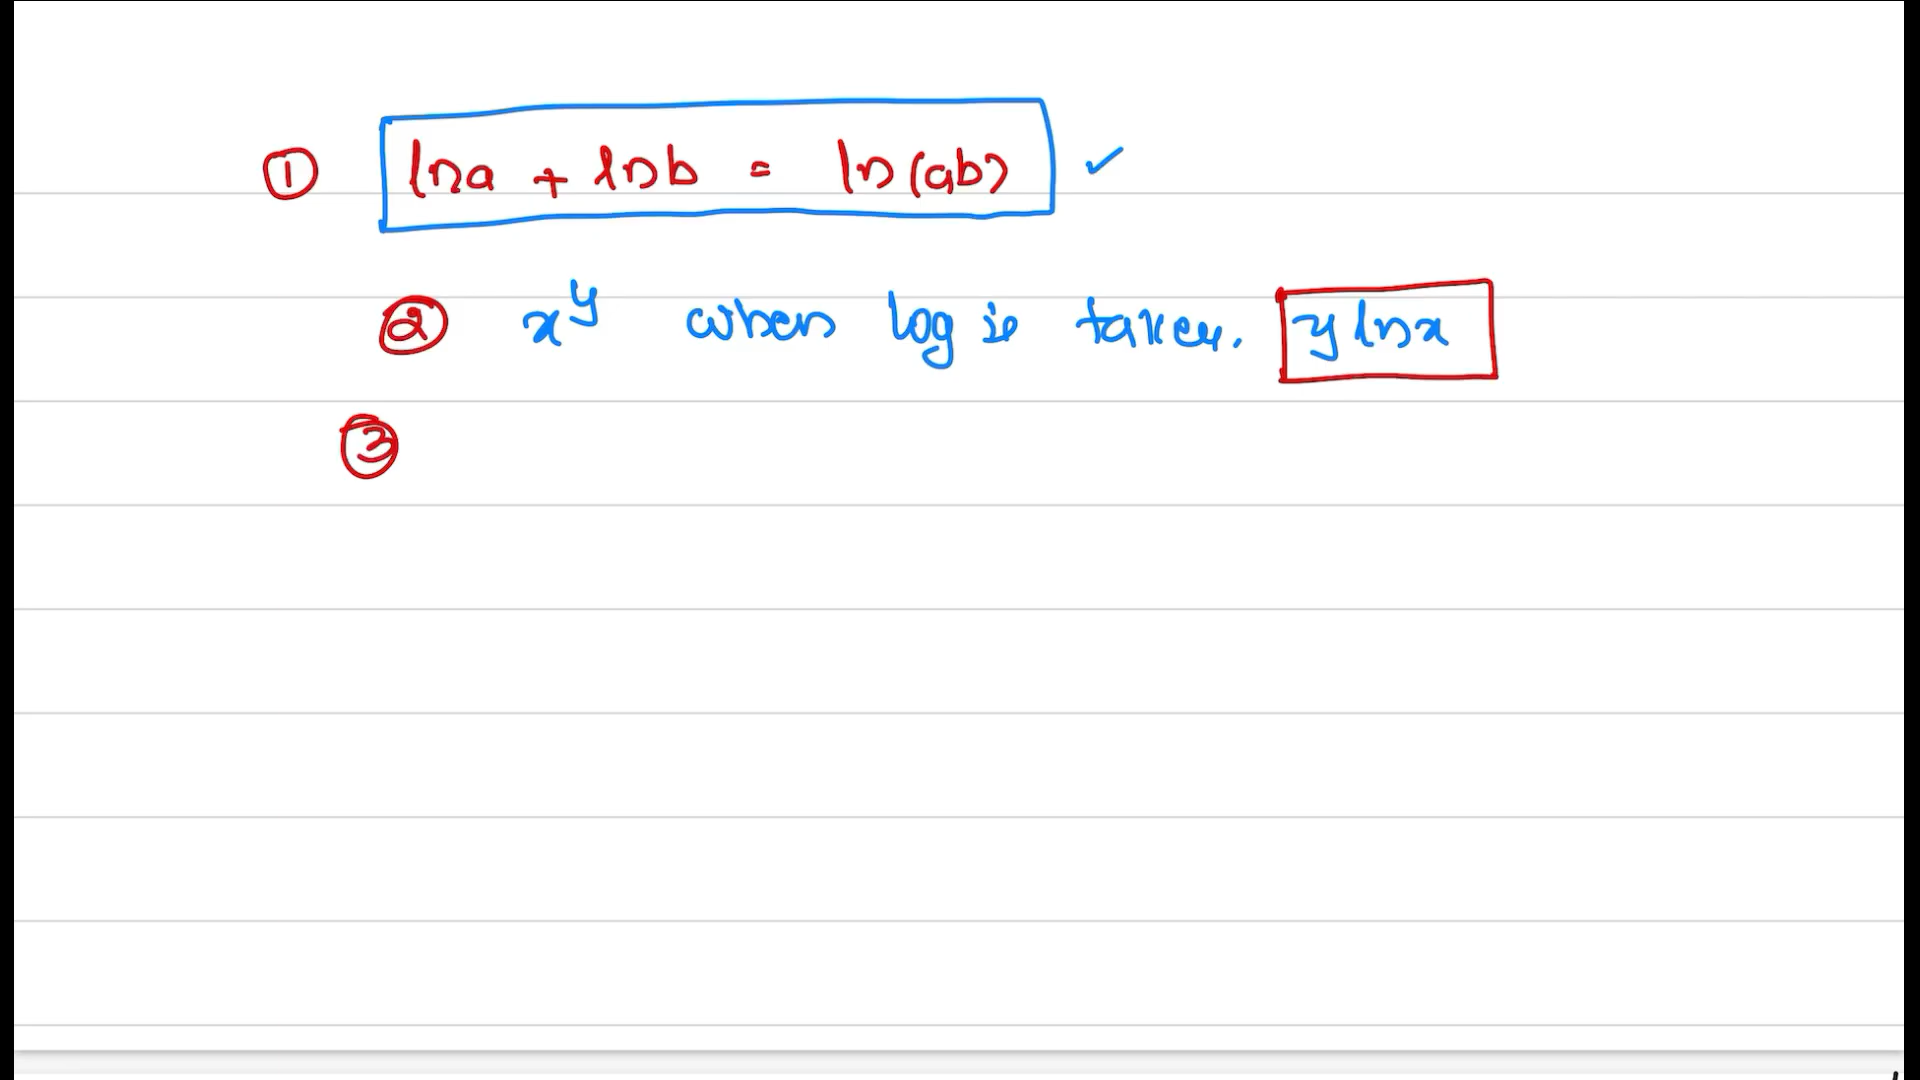 ① ln a + ln b = ln(ab) ✓
② x^y when log is taken. y ln x
③